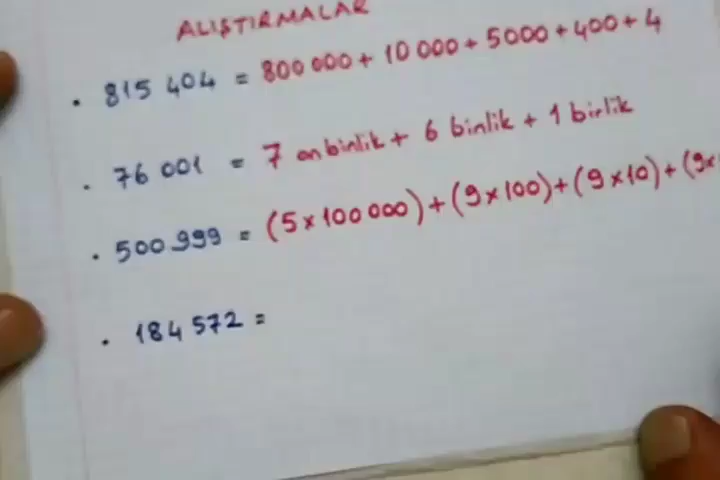 ALIŞTIRMALAR
. 815 404 = 800 000 + 10 000 + 5000 + 400 + 4
. 76 001 = 7 onbinlik + 6 binlik + 1 birlik
. 500 999 = (5 x 100 000) + (9 x 100) + (9 x 10) + (9x
. 184 572 =